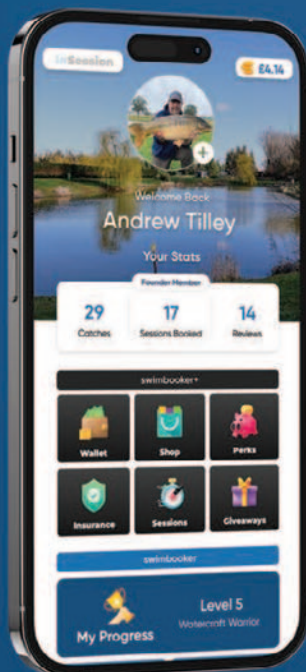 InSession
£4.14
Welcome Back
Andrew Tilley
Your Stats
Founder Member
29
17
14
Catches
Sessions Booked
Reviews
swimbooker+
Wallet
Shop
Perks
Insurance
Sessions
Giveaways
swimbooker
Level 5
My Progress
Watercraft Warrior